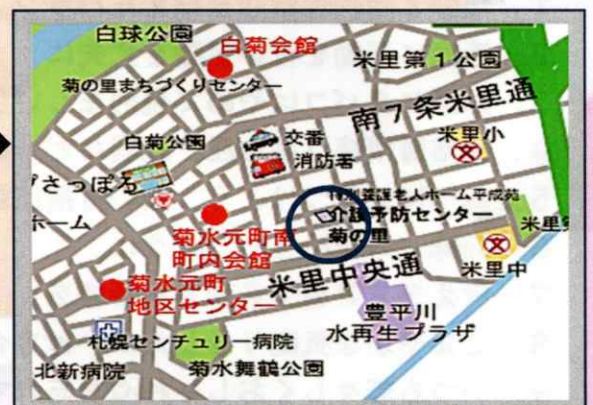 白球公園
白菊会館
米里第1公園
菊の里まちづくりセンター
南7条米里通
白菊公園
交番
米里小
消防署
さっぽろ
特別養護老人ホーム平成苑
介護予防センター
菊の里
ホーム
菊水元町南
町内会館
米里
米里中央通
米里中
菊水元町
地区センター
豊平川
水再生プラザ
札幌センチュリー病院
北新病院
菊水舞鶴公園